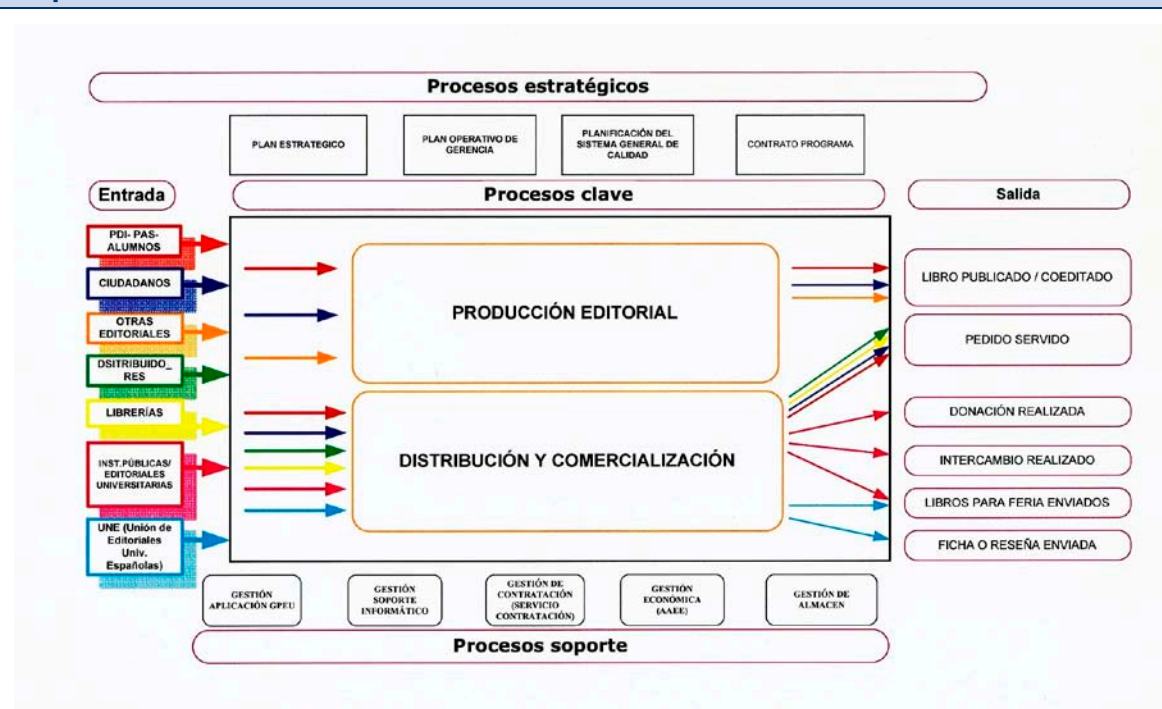 Procesos estratégicos
PLAN ESTRATEGICO
PLAN OPERATIVO DE
GERENCIA
PLANIFICACIÓN DEL
SISTEMA GENERAL DE
CALIDAD
CONTRATO PROGRAMA
Entrada
Procesos clave
Salida
PDI- PAS-
ALUMNOS
CIUDADANOS
OTRAS
EDITORIALES
DSITRIBUIDO_
RES
LIBRERÍAS
INST.PÚBLICAS/
EDITORIALES
UNIVERSITARIAS
UNE (Unión de
Editoriales
Univ.
Españolas)
PRODUCCIÓN EDITORIAL
DISTRIBUCIÓN Y COMERCIALIZACIÓN
LIBRO PUBLICADO / COEDITADO
PEDIDO SERVIDO
DONACIÓN REALIZADA
INTERCAMBIO REALIZADO
LIBROS PARA FERIA ENVIADOS
FICHA O RESEÑA ENVIADA
GESTIÓN
APLICACIÓN GPEU
GESTIÓN
SOPORTE
INFORMÁTICO
GESTIÓN DE
CONTRATACIÓN
(SERVICIO
CONTRATACIÓN)
GESTIÓN
ECONÓMICA
(AAEE)
GESTIÓN DE
ALMACEN
Procesos soporte